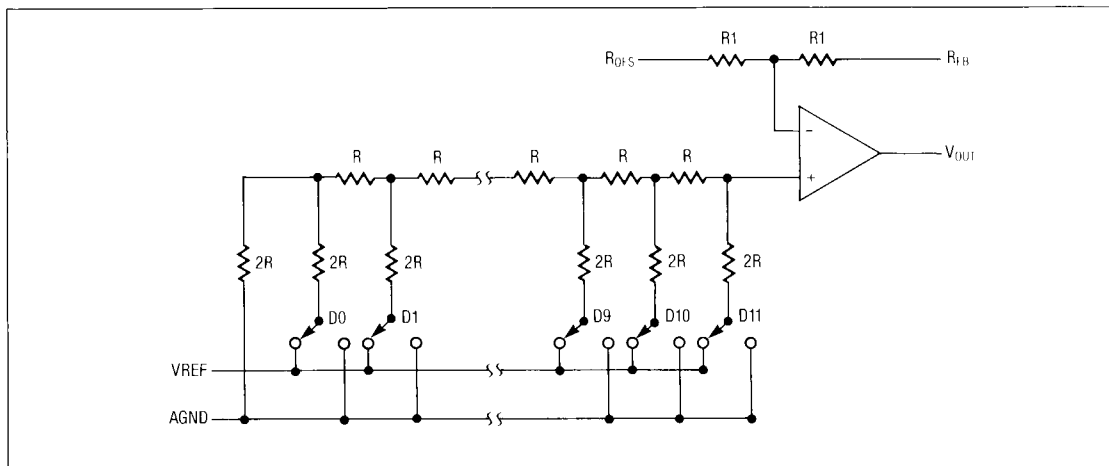 R1 R1
ROFS RFB
-
+
VOUT
R R R R R
2R 2R 2R 2R 2R 2R
D0 D1 D9 D10 D11
VREF
AGND